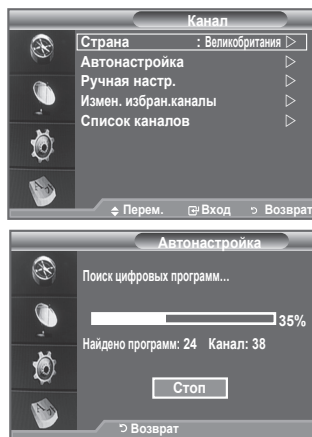 Канал
Страна : Великобритания ▷
Автонастройка ▷
Ручная настр. ▷
Измен. избран.каналы ▷
Список каналов ▷
Перем. Вход Возврат
Автонастройка
Поиск цифровых программ...
35%
Найдено программ: 24 Канал: 38
Стоп
Возврат